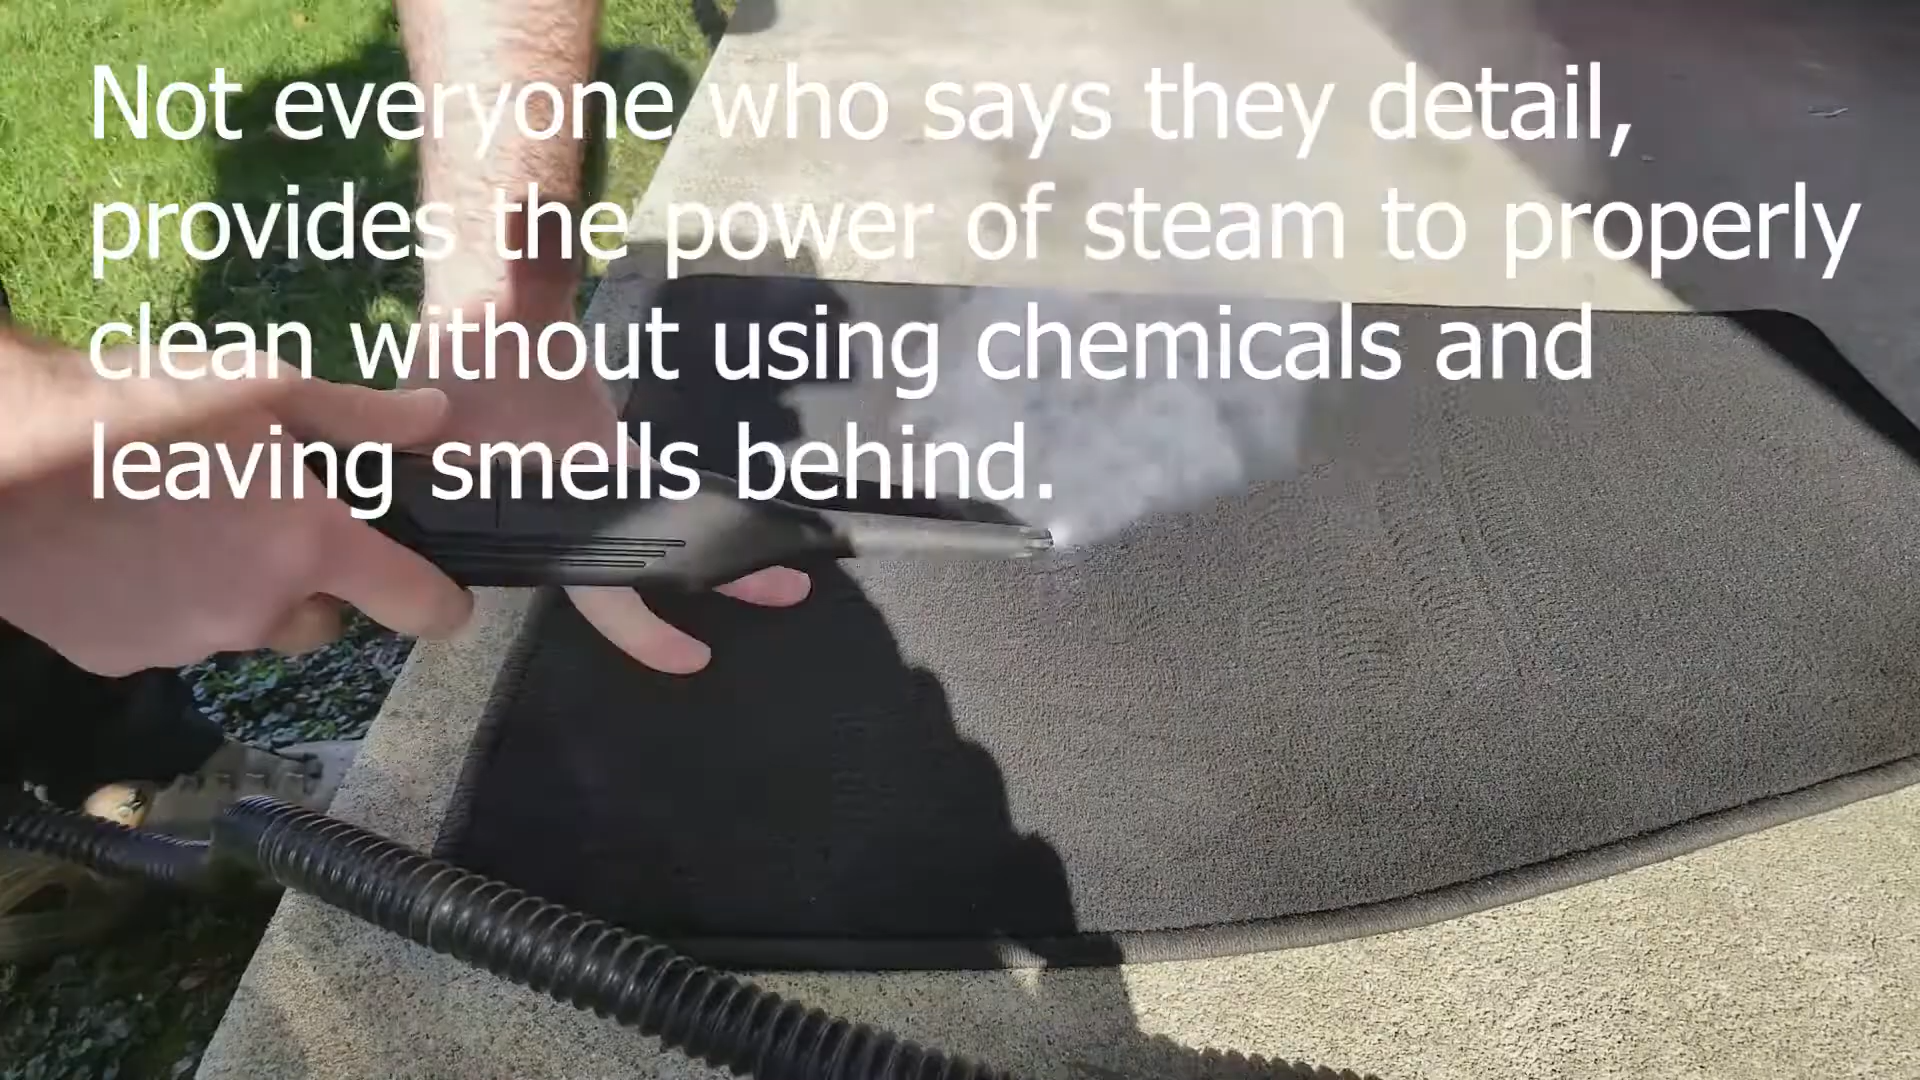 Not everyone who says they detail,
provides the power of steam to properly
clean without using chemicals and
leaving smells behind.